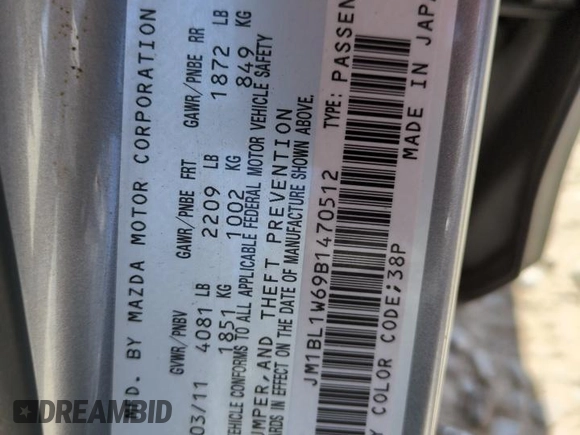 MFD. BY MAZDA MOTOR CORPORATION
GVWR/PNBV GAWR/PNBE FRT GAWR/PNBE RR
03/11 4081 LB 2209 LB 1872 LB
1851 KG 1002 KG 849 KG
VEHICLE CONFORMS TO ALL APPLICABLE FEDERAL MOTOR VEHICLE SAFETY
UMPER, AND THEFT PREVENTION
RDS IN EFFECT ON THE DATE OF MANUFACTURE SHOWN ABOVE.
JM1BL1W69B1470512 TYPE: PASSEN
Y COLOR CODE;38P MADE IN JAPA
DREAMBID